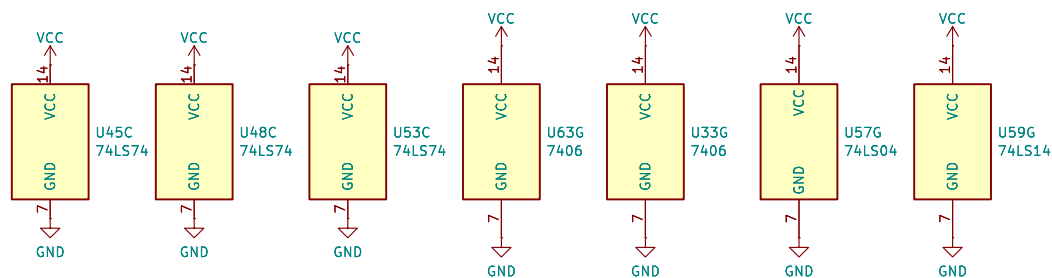 VCC
14
VCC
GND
7
GND
U45C
74LS74
VCC
14
VCC
GND
7
GND
U48C
74LS74
VCC
14
VCC
GND
7
GND
U53C
74LS74
VCC
14
VCC
GND
7
GND
U63G
7406
VCC
14
VCC
GND
7
GND
U33G
7406
VCC
14
VCC
GND
7
GND
U57G
74LS04
VCC
14
VCC
GND
7
GND
U59G
74LS14